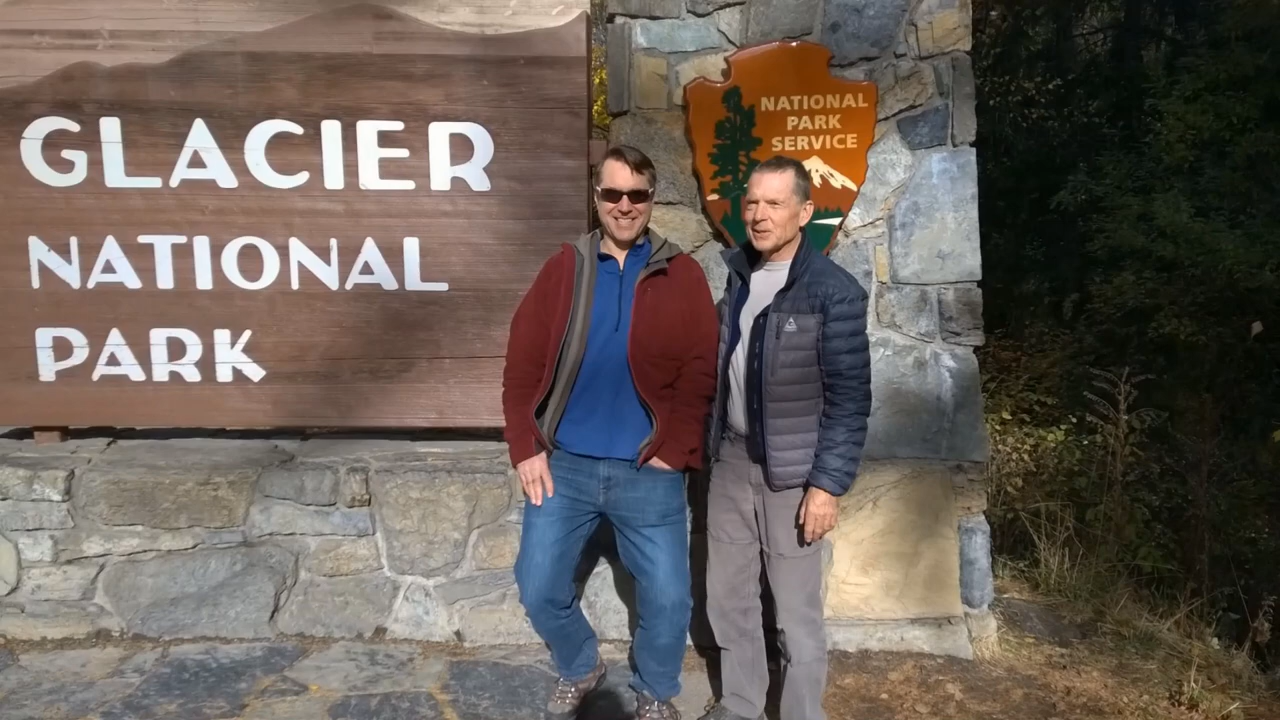 GLACIER
NATIONAL
PARK
NATIONAL
PARK
SERVICE